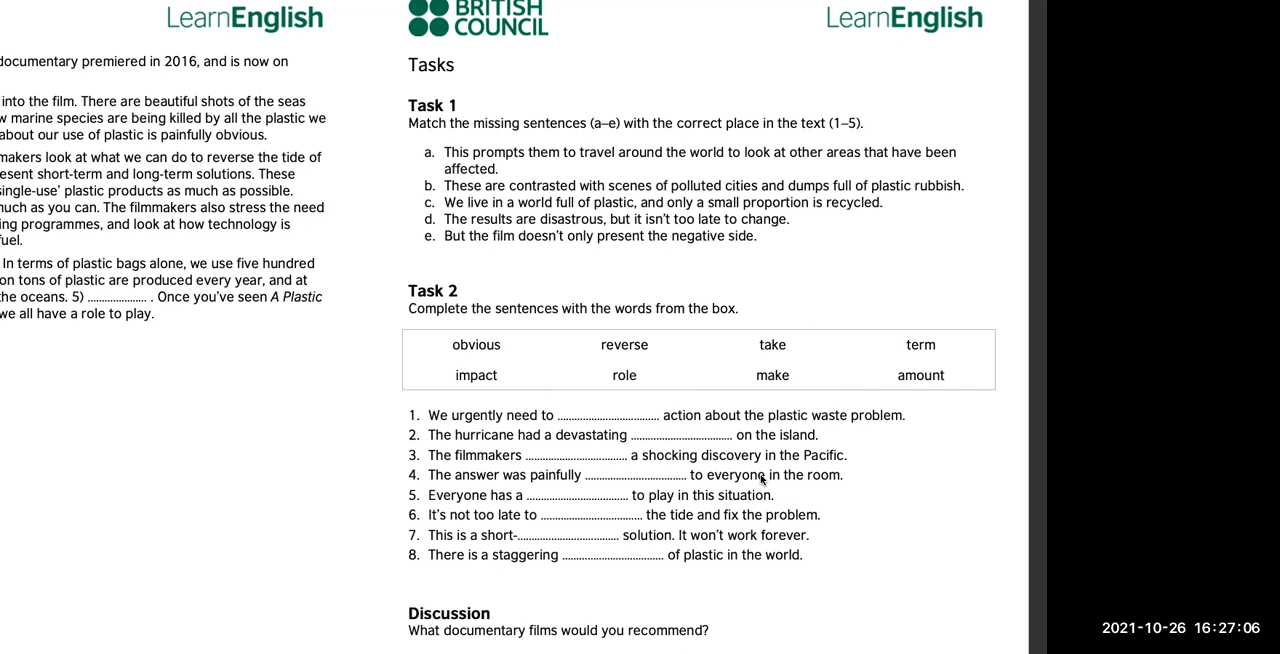 LearnEnglish
documentary premiered in 2016, and is now on
into the film. There are beautiful shots of the seas
marine species are being killed by all the plastic we
about our use of plastic is painfully obvious.
makers look at what we can do to reverse the tide of
esent short-term and long-term solutions. These
single-use’ plastic products as much as possible.
much as you can. The filmmakers also stress the need
ing programmes, and look at how technology is
fuel.
In terms of plastic bags alone, we use five hundred
on tons of plastic are produced every year, and at
the oceans. 5) ..................... . Once you’ve seen A Plastic
we all have a role to play.
BRITISH
COUNCIL
LearnEnglish
Tasks
Task 1
Match the missing sentences (a–e) with the correct place in the text (1–5).
a. This prompts them to travel around the world to look at other areas that have been
affected.
b. These are contrasted with scenes of polluted cities and dumps full of plastic rubbish.
c. We live in a world full of plastic, and only a small proportion is recycled.
d. The results are disastrous, but it isn’t too late to change.
e. But the film doesn’t only present the negative side.
Task 2
Complete the sentences with the words from the box.
obvious reverse take term
impact role make amount
1. We urgently need to .................................... action about the plastic waste problem.
2. The hurricane had a devastating .................................... on the island.
3. The filmmakers .................................... a shocking discovery in the Pacific.
4. The answer was painfully .................................... to everyone in the room.
5. Everyone has a .................................... to play in this situation.
6. It’s not too late to .................................... the tide and fix the problem.
7. This is a short-.................................... solution. It won’t work forever.
8. There is a staggering .................................... of plastic in the world.
Discussion
What documentary films would you recommend?
2021-10-26 16:27:06